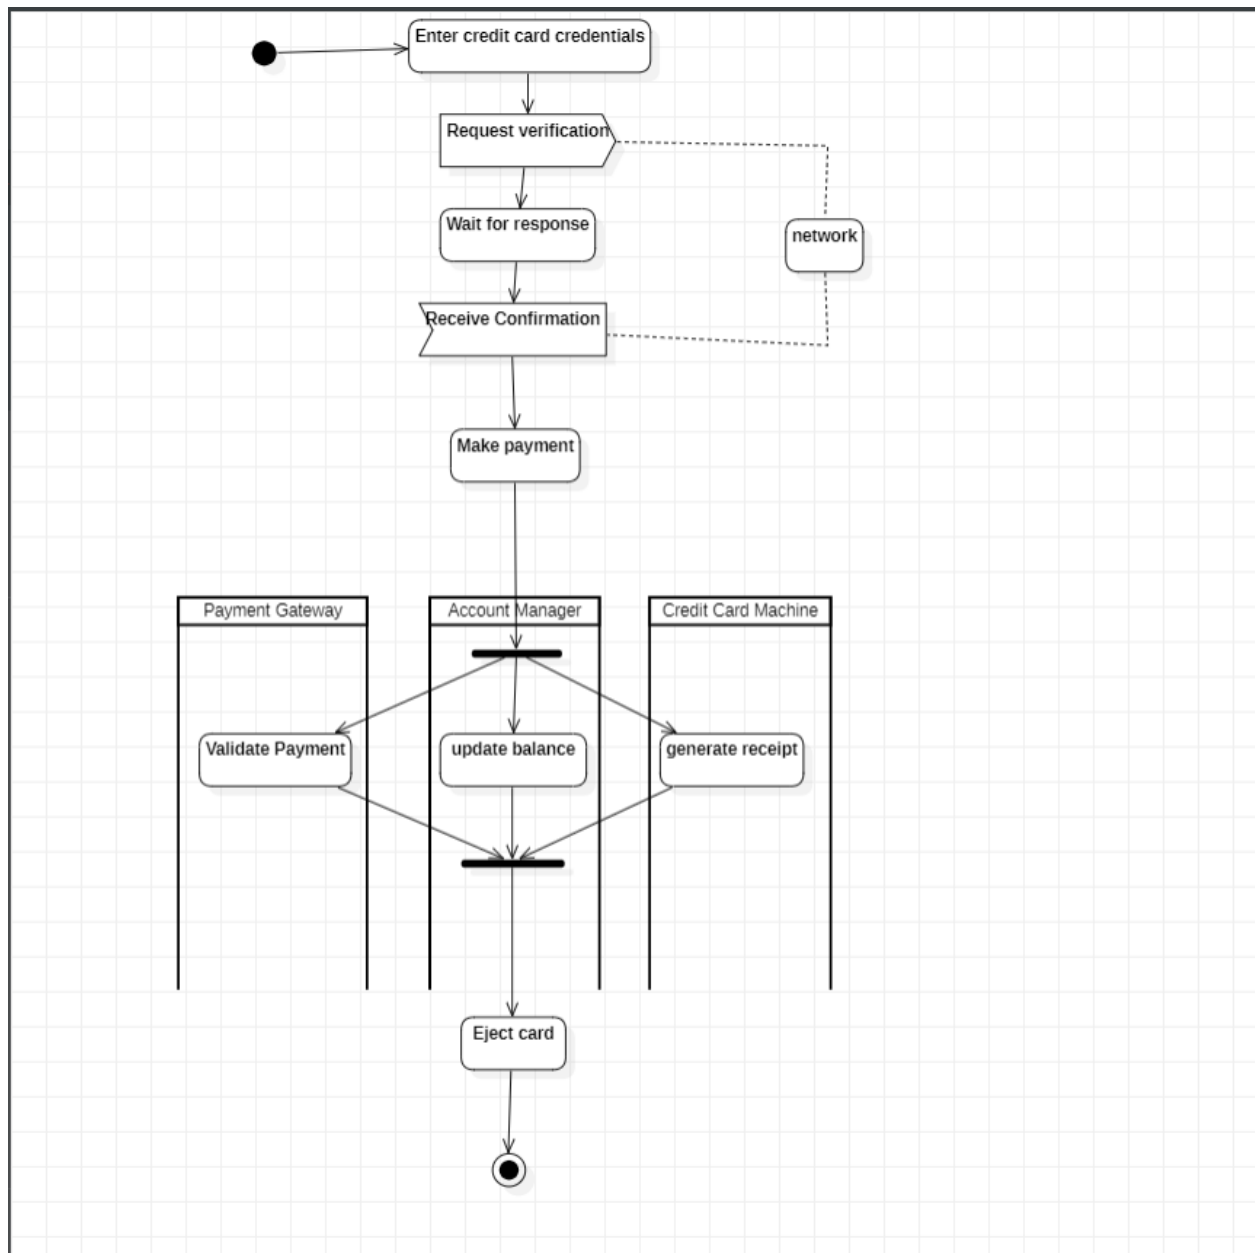 Enter credit card credentials
Request verification
Wait for response
network
Receive Confirmation
Make payment
Payment Gateway
Account Manager
Credit Card Machine
Validate Payment
update balance
generate receipt
Eject card